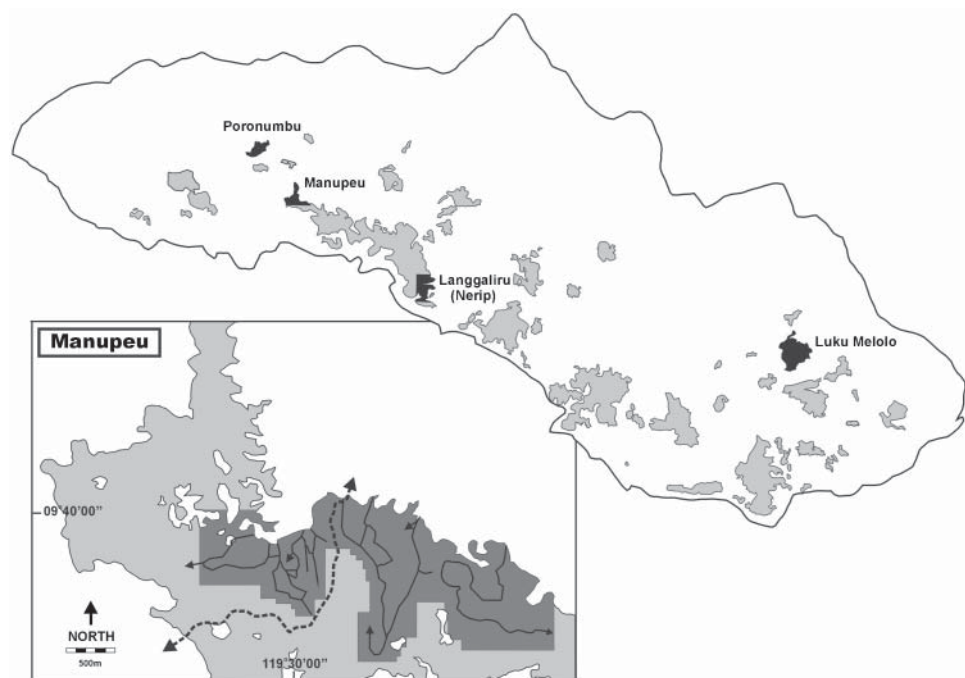 Poronumbu
Manupeu
Langgaliru
(Nerip)
Luku Melolo
Manupeu
09°40'00"
NORTH
500m
119°30'00"